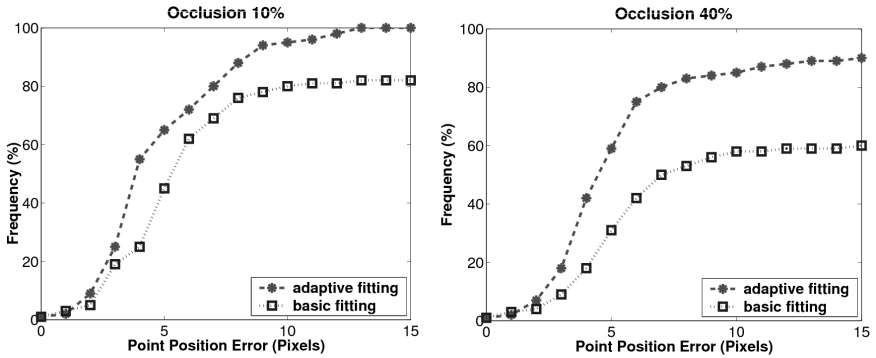 Occlusion 10%
100
80
60
40
20
0
0 5 10 15
Frequency (%)
Point Position Error (Pixels)
adaptive fitting
basic fitting
Occlusion 40%
100
80
60
40
20
0
0 5 10 15
Frequency (%)
Point Position Error (Pixels)
adaptive fitting
basic fitting